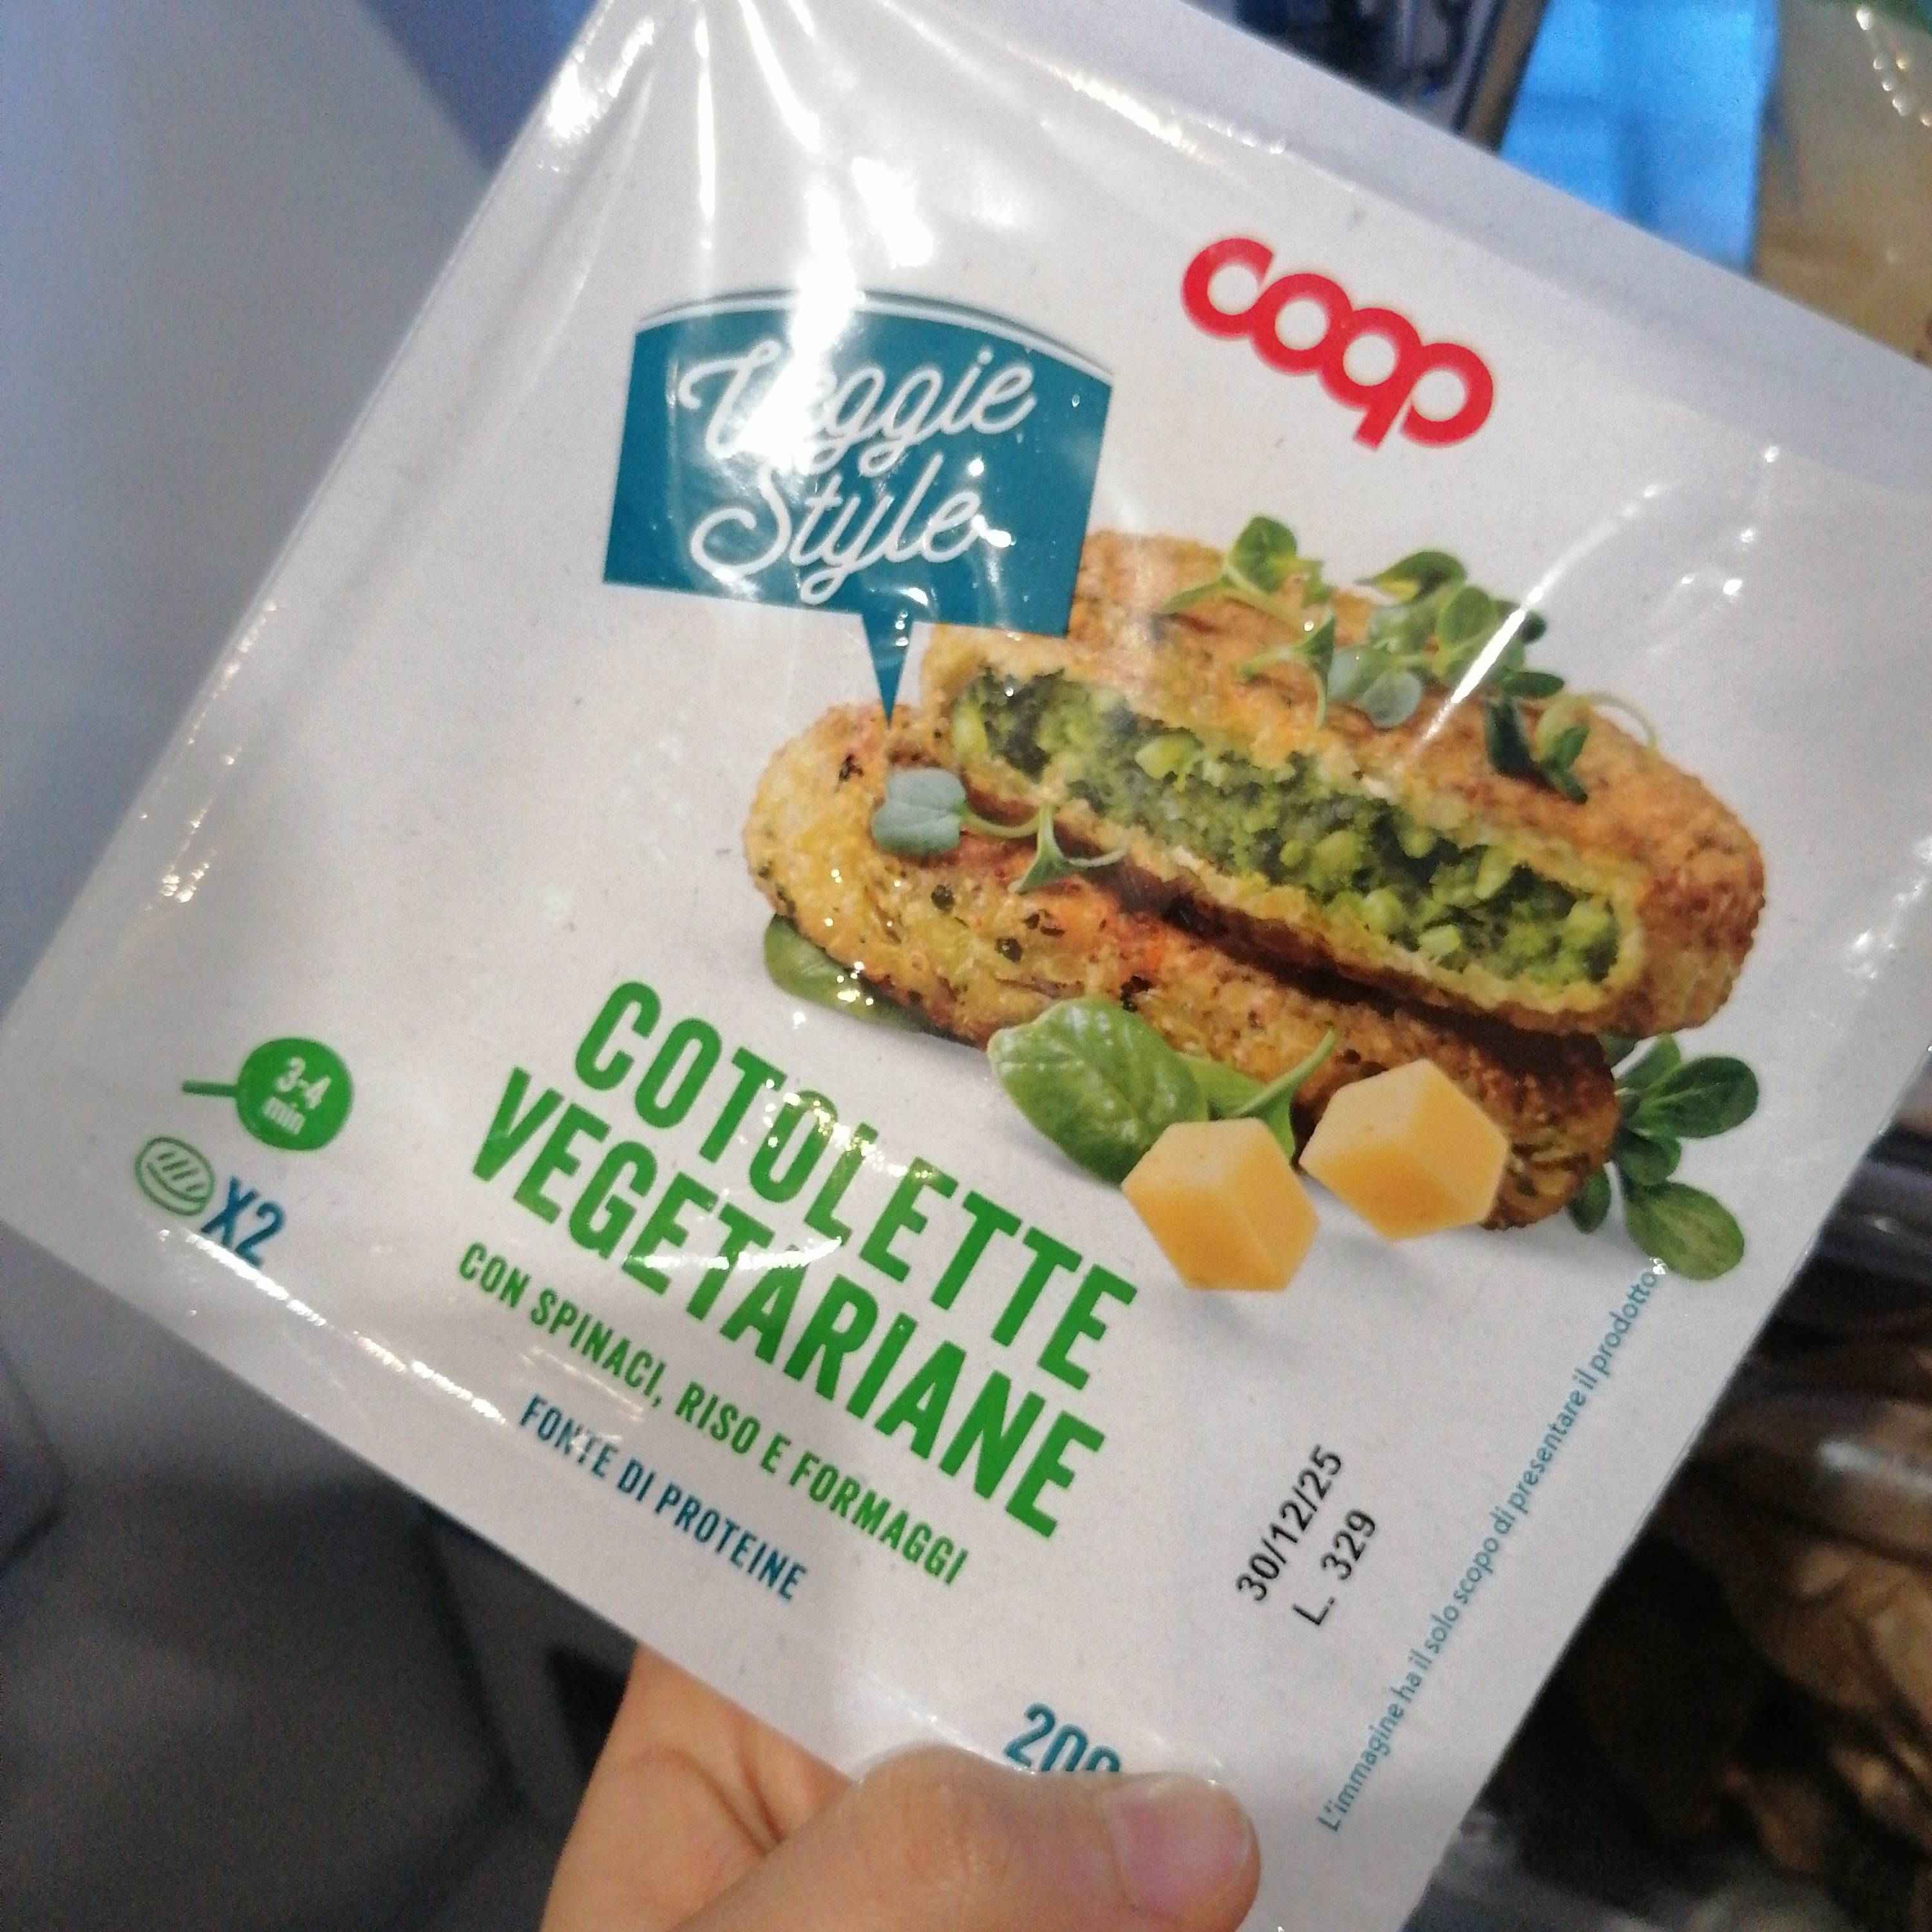 coop
Veggie
Style
3-4
min
X2
COTOLETTE
VEGETARIANE
CON SPINACI, RISO E FORMAGGI
FONTE DI PROTEINE
30/12/25
L. 329
L'immagine ha il solo scopo di presentare il prodotto.